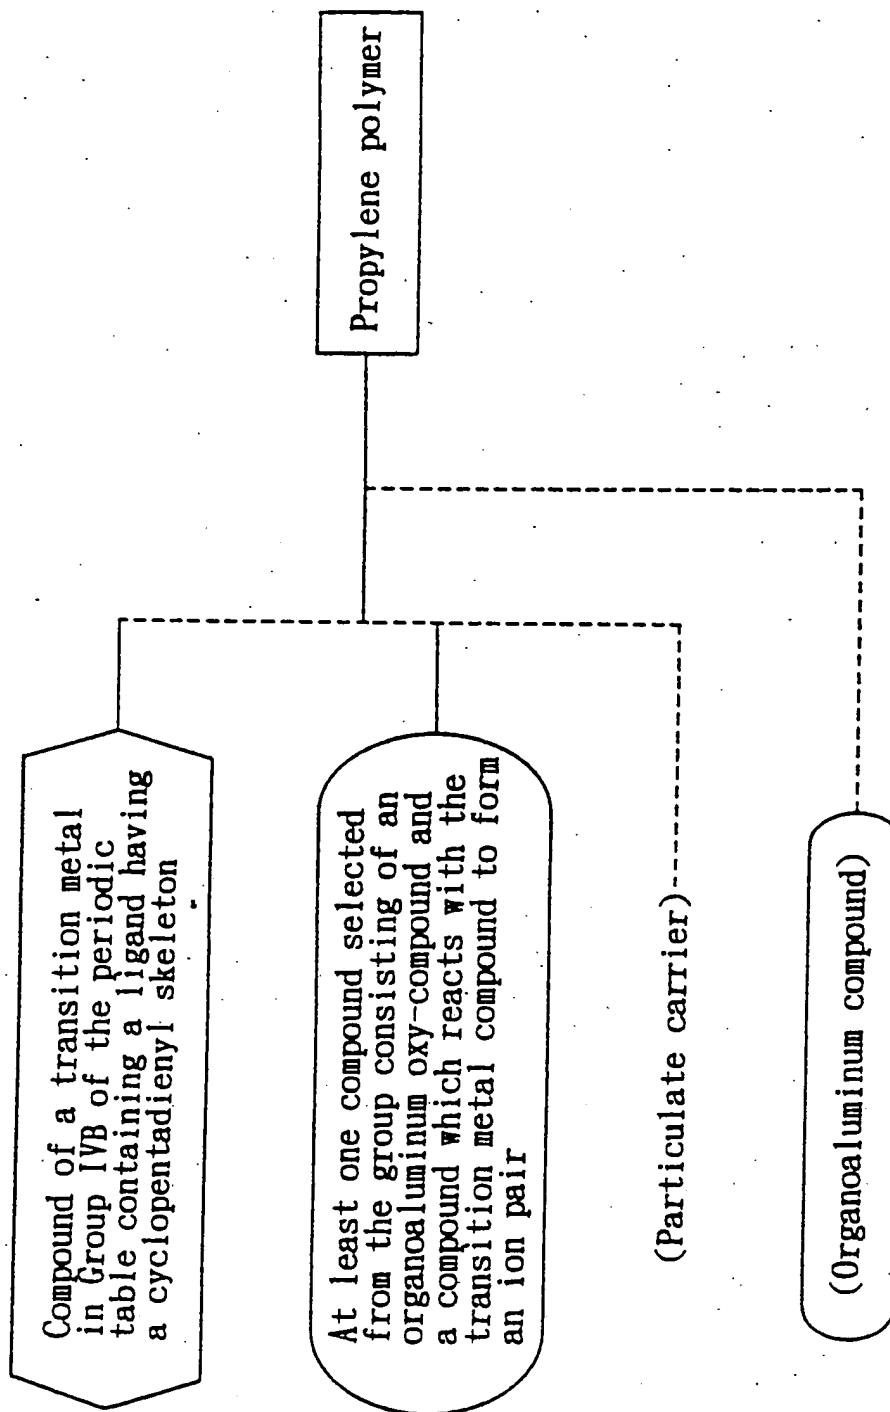 Compound of a transition metal
in Group IVB of the periodic
table containing a ligand having
a cyclopentadienyl skeleton
At least one compound selected
from the group consisting of an
organoaluminum oxy-compound and
a compound which reacts with the
transition metal compound to form
an ion pair
(Particulate carrier)
(Organoaluminum compound)
Propylene polymer